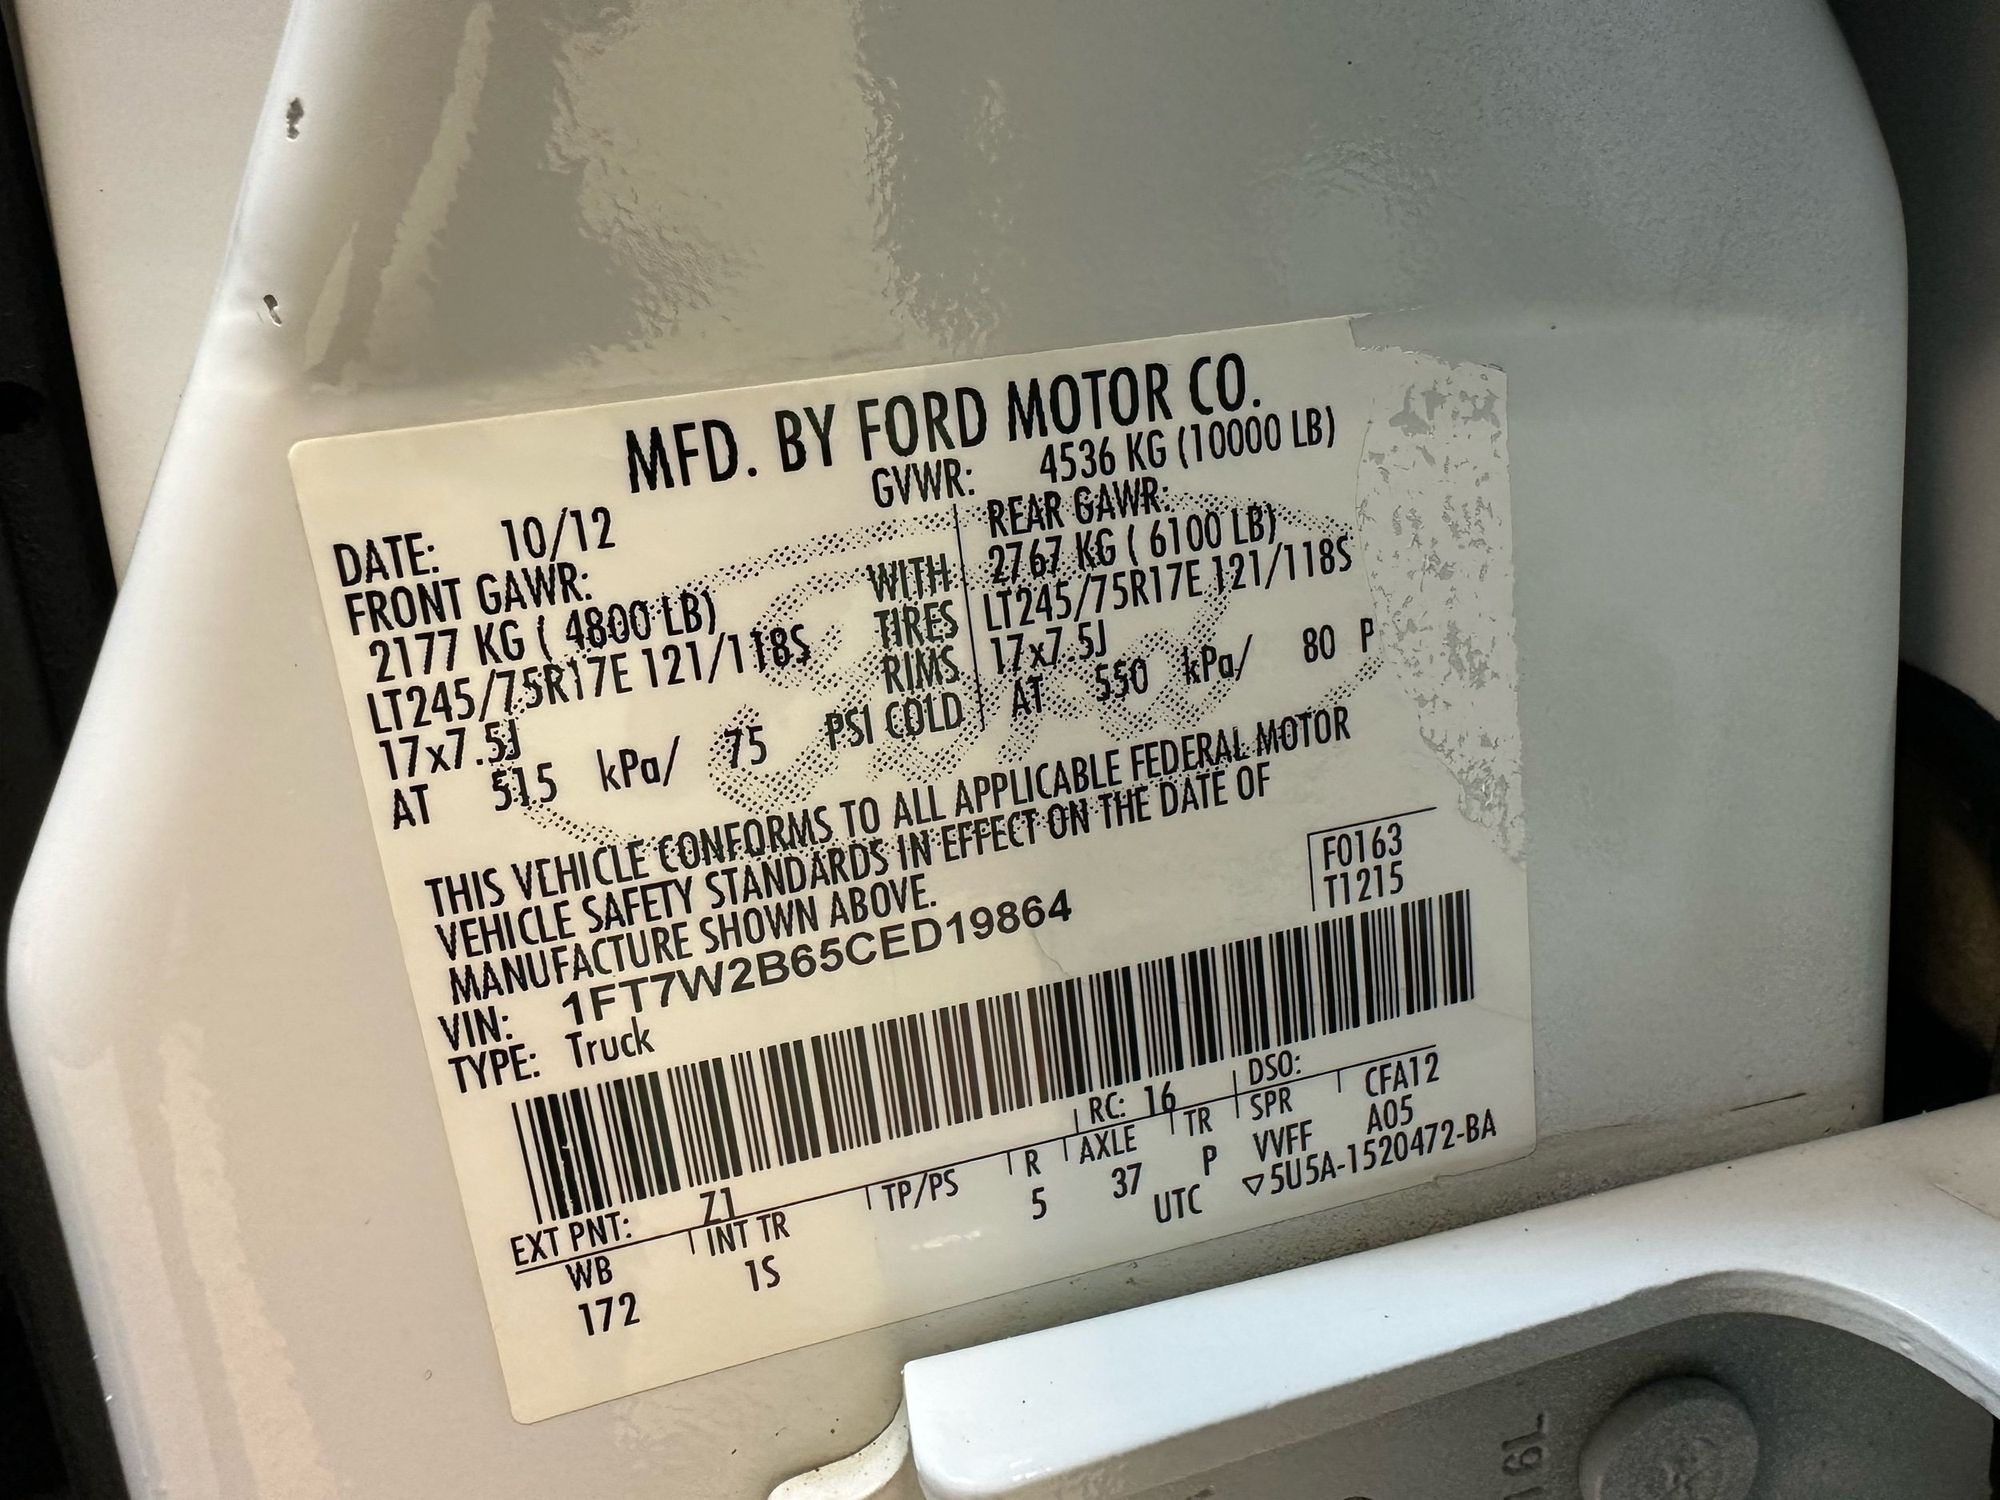 MFD. BY FORD MOTOR CO.
DATE: 10/12 GVWR: 4536 KG (10000 LB)
FRONT GAWR: REAR GAWR:
2177 KG ( 4800 LB) WITH 2767 KG ( 6100 LB)
LT245/75R17E 121/118S TIRES LT245/75R17E 121/118S
17x7.5J RIMS 17x7.5J
AT 515 kPa/ 75 PSI COLD AT 550 kPa/ 80 P
THIS VEHICLE CONFORMS TO ALL APPLICABLE FEDERAL MOTOR
VEHICLE SAFETY STANDARDS IN EFFECT ON THE DATE OF
MANUFACTURE SHOWN ABOVE.
F0163
T1215
VIN: 1FT7W2B65CED19864
TYPE: Truck
EXT PNT: Z1 RC: 16 DSO:
WB INT TR TP/PS R AXLE TR SPR CFA12
172 1S 5 37 P VVFF A05
UTC ▽5U5A-1520472-BA